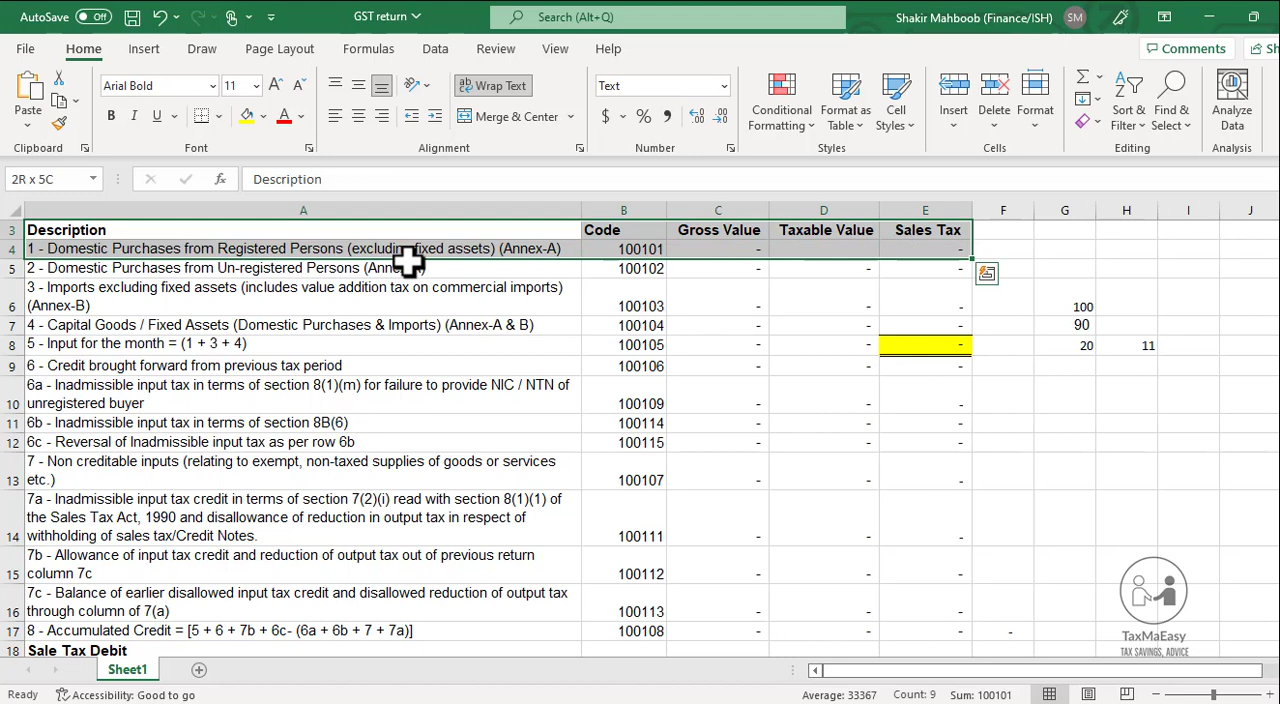 AutoSave Off GST return Search (Alt+Q) Shakir Mahboob (Finance/ISH) SM
File Home Insert Draw Page Layout Formulas Data Review View Help Comments Sh
Arial Bold 11 Wrap Text Text
Paste B I U Merge & Center $ % Conditional Formatting Format as Table Cell Styles Insert Delete Format Sort & Filter Find & Select Analyze Data
Clipboard Font Alignment Number Styles Cells Editing Analysis
2R x 5C fx Description
A B C D E F G H I J
3 Description Code Gross Value Taxable Value Sales Tax
4 1 - Domestic Purchases from Registered Persons (excluding fixed assets) (Annex-A) 100101 - - -
5 2 - Domestic Purchases from Un-registered Persons 100102 - - -
3 - Imports excluding fixed assets (includes value addition tax on commercial imports)
6 (Annex-B) 100103 - - - 100
7 4 - Capital Goods / Fixed Assets (Domestic Purchases & Imports) (Annex-A & B) 100104 - - - 90
8 5 - Input for the month = (1 + 3 + 4) 100105 - - - 20 11
9 6 - Credit brought forward from previous tax period 100106 - - -
6a - Inadmissible input tax in terms of section 8(1)(m) for failure to provide NIC / NTN of
10 unregistered buyer 100109 - - -
11 6b - Inadmissible input tax in terms of section 8B(6) 100114 - - -
12 6c - Reversal of Inadmissible input tax as per row 6b 100115 - - -
7 - Non creditable inputs (relating to exempt, non-taxed supplies of goods or services
13 etc.) 100107 - - -
7a - Inadmissible input tax credit in terms of section 7(2)(i) read with section 8(1)(1) of
the Sales Tax Act, 1990 and disallowance of reduction in output tax in respect of
14 withholding of sales tax/Credit Notes. 100111 - - -
7b - Allowance of input tax credit and reduction of output tax out of previous return
15 column 7c 100112 - - -
7c - Balance of earlier disallowed input tax credit and disallowed reduction of output tax
16 through column of 7(a) 100113 - - -
17 8 - Accumulated Credit = [5 + 6 + 7b + 6c- (6a + 6b + 7 + 7a)] 100108 - - - -
18 Sale Tax Debit
TaxMaEasy
TAX SAVINGS, ADVICE
Sheet1
Ready Accessibility: Good to go Average: 33367 Count: 9 Sum: 100101